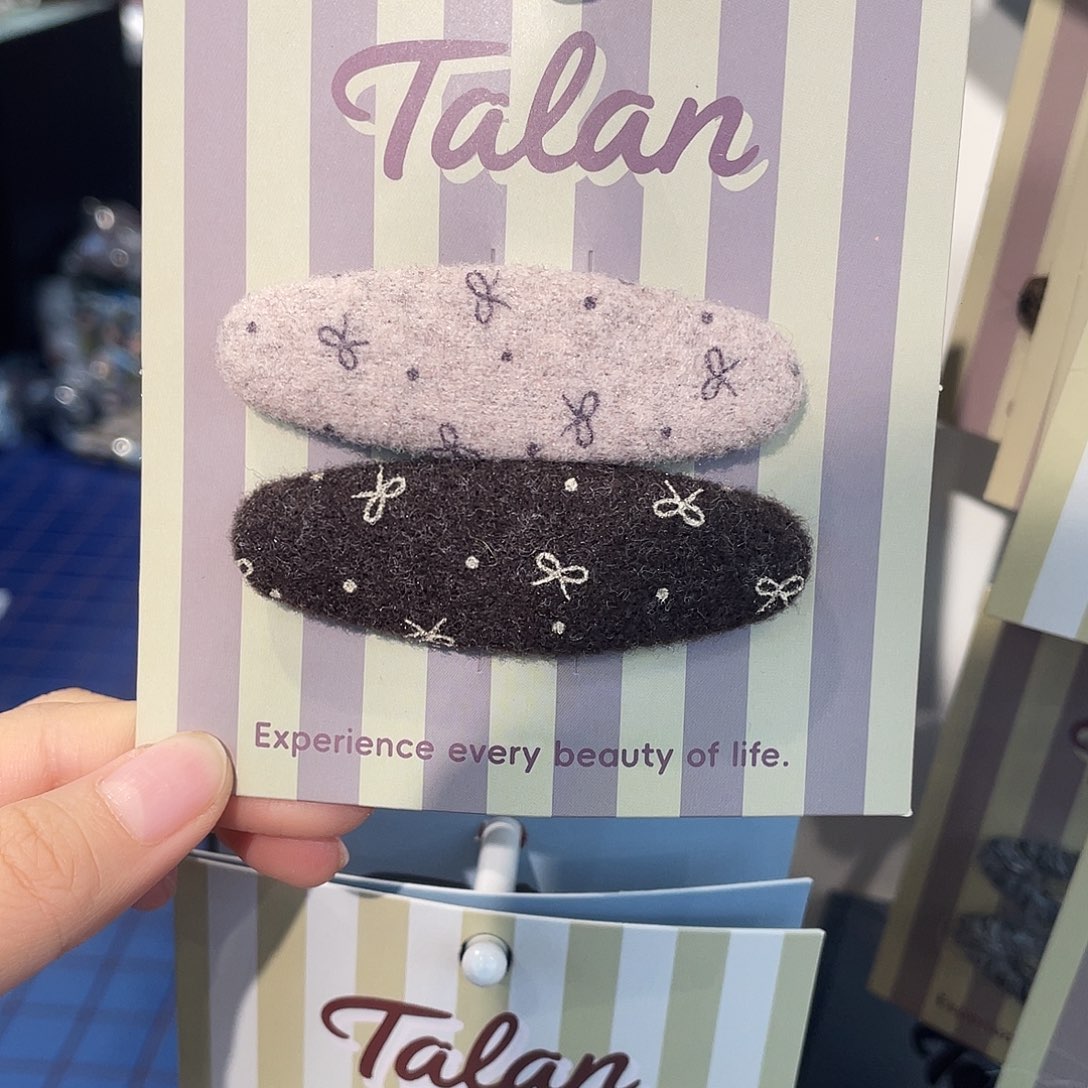 Talan
Experience every beauty of life.
Talan